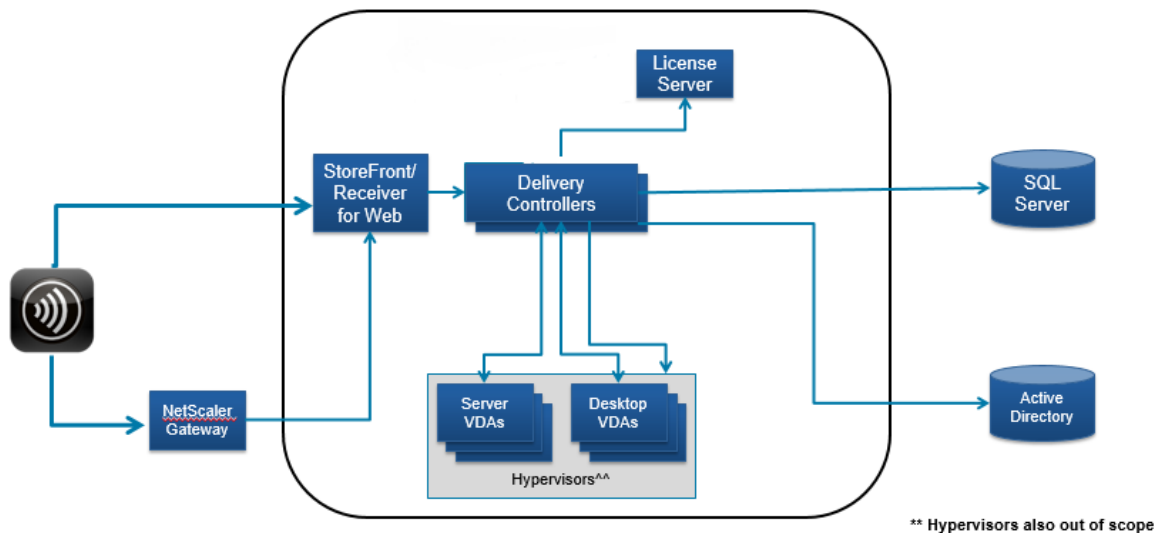 License
Server
StoreFront/
Receiver
for Web
Delivery
Controllers
SQL
Server
NetScaler
Gateway
Server
VDAs
Desktop
VDAs
Hypervisors^^
Active
Directory
** Hypervisors also out of scope